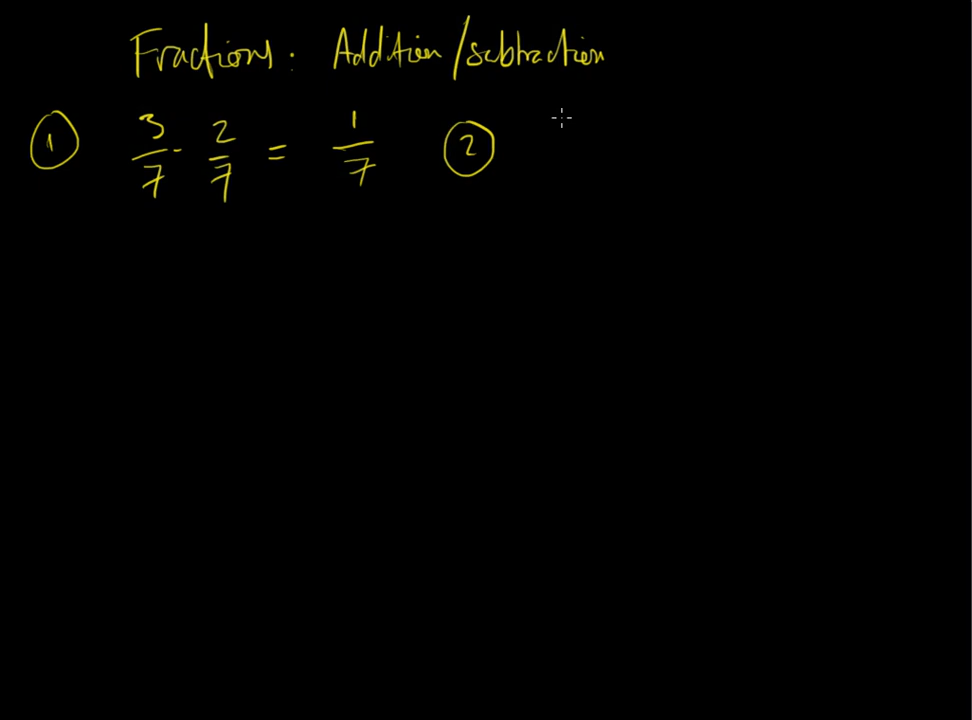 Fractions: Addition/subtraction
① 3/7 - 2/7 = 1/7 ②